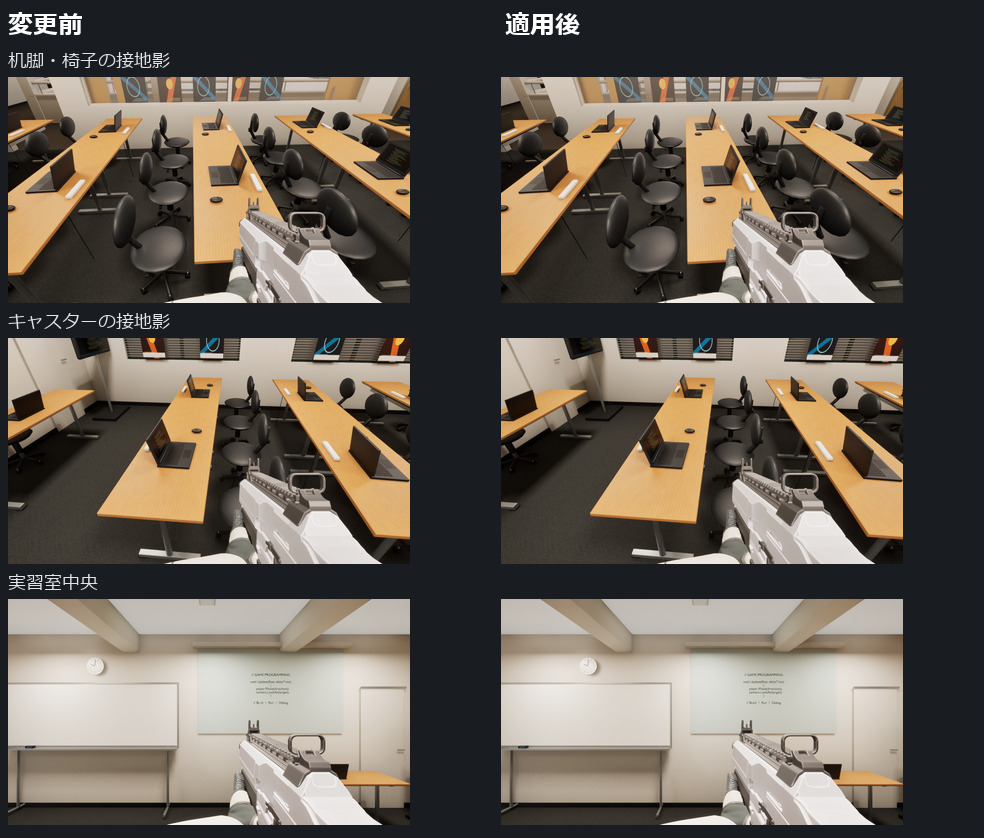 変更前
適用後
机脚・椅子の接地影
キャスターの接地影
実習室中央